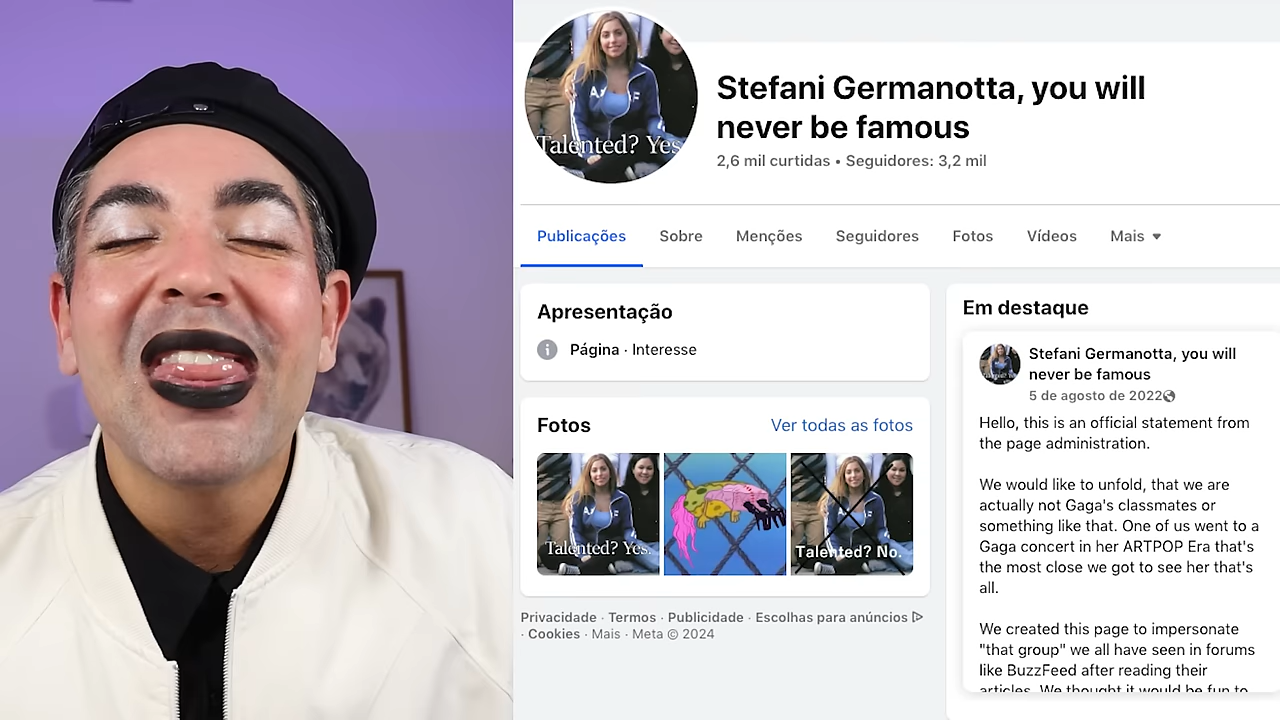 Talented? Yes.
Stefani Germanotta, you will
never be famous
2,6 mil curtidas • Seguidores: 3,2 mil
Publicações
Sobre
Menções
Seguidores
Fotos
Vídeos
Mais
Apresentação
Página · Interesse
Fotos
Ver todas as fotos
Talented? Yes.
Talented? No.
Privacidade · Termos · Publicidade · Escolhas para anúncios
· Cookies · Mais · Meta © 2024
Em destaque
Stefani Germanotta, you will
never be famous
5 de agosto de 2022
Hello, this is an official statement from
the page administration.
We would like to unfold, that we are
actually not Gaga's classmates or
something like that. One of us went to a
Gaga concert in her ARTPOP Era that's
the most close we got to see her that's
all.
We created this page to impersonate
"that group" we all have seen in forums
like BuzzFeed after reading their
articles. We thought it would be fun to